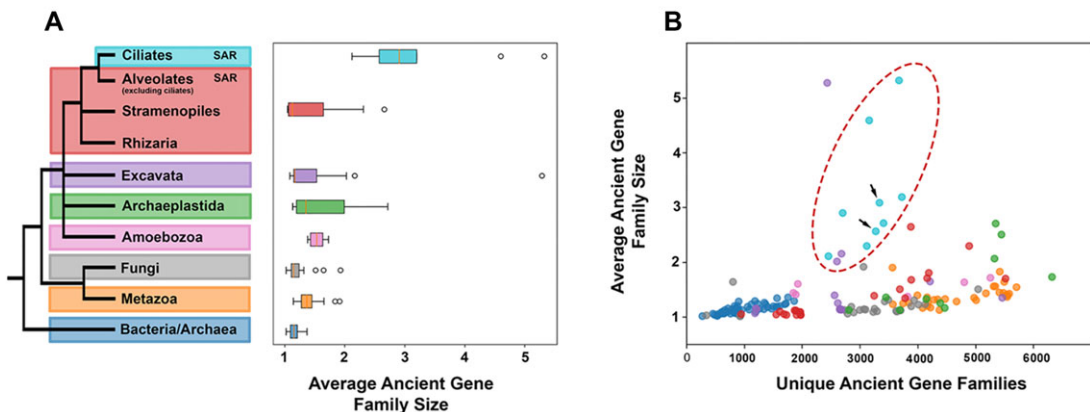 A
Ciliates SAR
Alveolates SAR
(excluding ciliates)
Stramenopiles
Rhizaria
Excavata
Archaeplastida
Amoebozoa
Fungi
Metazoa
Bacteria/Archaea
1 2 3 4 5
Average Ancient Gene
Family Size
B
Average Ancient Gene
Family Size
5
4
3
2
1
0 1000 2000 3000 4000 5000 6000
Unique Ancient Gene Families